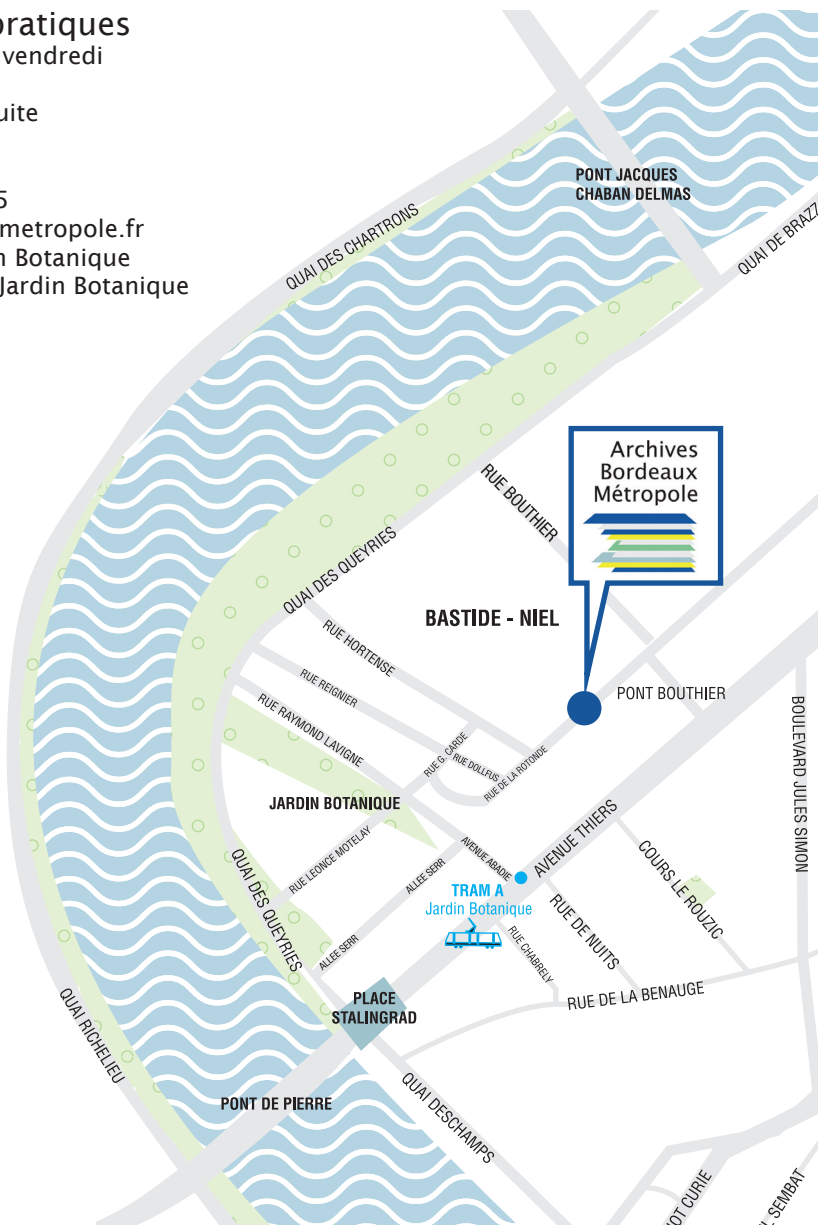 pratiques
vendredi
uite
5
metropole.fr
n Botanique
Jardin Botanique
PONT JACQUES
CHABAN DELMAS
QUAI DES CHARTRONS
QUAI DE BRAZZ
Archives
Bordeaux
Métropole
RUE BOUTHIER
QUAI DES QUEYRIES
BASTIDE - NIEL
RUE HORTENSE
RUE REIGNIER
RUE RAYMOND LAVIGNE
PONT BOUTHIER
BOULEVARD JULES SIMON
RUE G. CARDE
RUE DOLLFUS
RUE DE LA ROTONDE
JARDIN BOTANIQUE
RUE LEONCE MOTELAY
AVENUE THIERS
AVENUE ABADIE
ALLEE SERR
COURS LE ROUZIC
TRAM A
Jardin Botanique
QUAI DES QUEYRIES
RUE DE NUITS
RUE CHABRELY
ALLEE SERR
RUE DE LA BENAUGE
PLACE
STALINGRAD
QUAI RICHELIEU
PONT DE PIERRE
QUAI DESCHAMPS
OT CURIE
SEMBAT